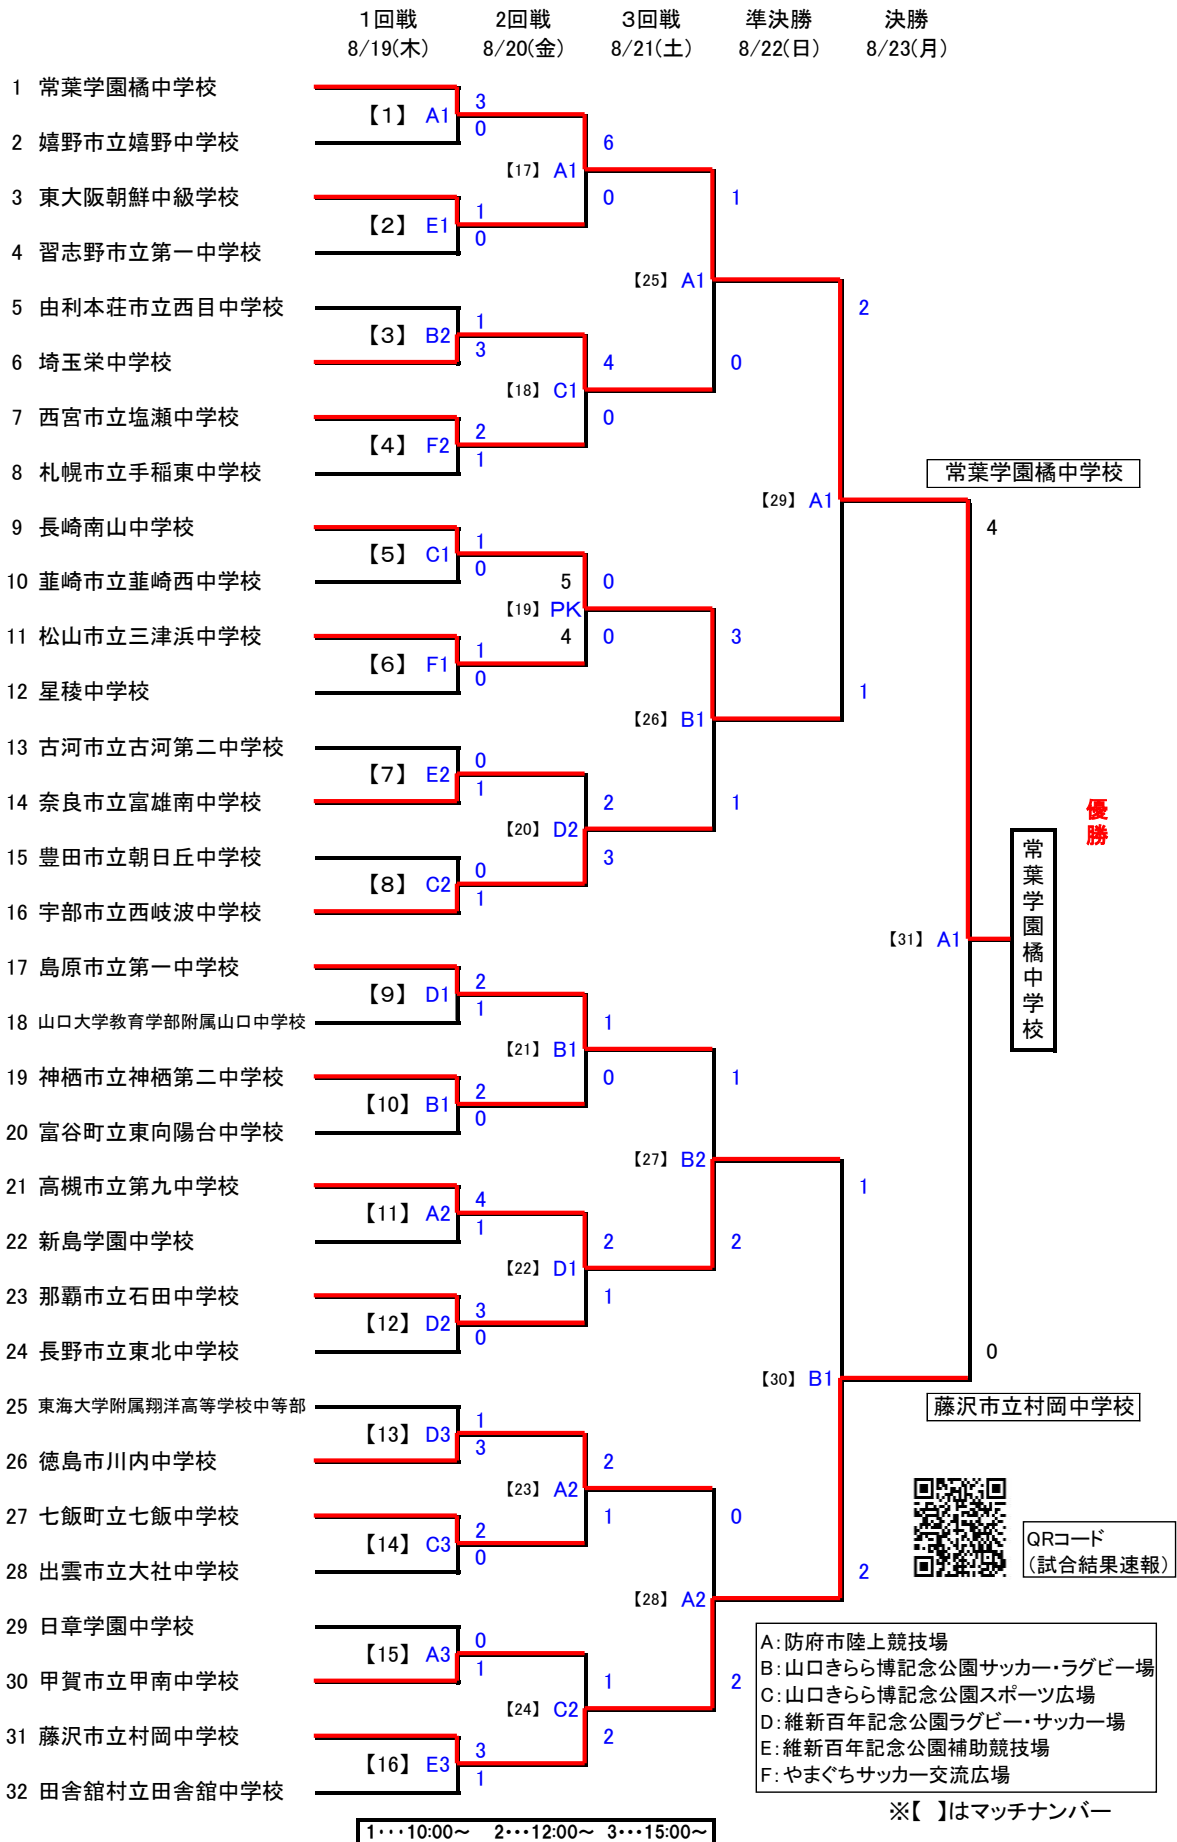 1回戦 2回戦 3回戦 準決勝 決勝
8/19(木) 8/20(金) 8/21(土) 8/22(日) 8/23(月)
1 常葉学園橘中学校
【1】 A1 3
0
2 嬉野市立嬉野中学校
6
【17】 A1
3 東大阪朝鮮中級学校
0 1
【2】 E1 1
0
4 習志野市立第一中学校
【25】 A1
5 由利本荘市立西目中学校
2
【3】 B2 1
3
6 埼玉栄中学校
4 0
【18】 C1
7 西宮市立塩瀬中学校
0
【4】 F2 2
1
8 札幌市立手稲東中学校
常葉学園橘中学校
【29】 A1
9 長崎南山中学校
4
【5】 C1 1
0
10 韮崎市立韮崎西中学校
5 0
【19】 PK
11 松山市立三津浜中学校
4 0 3
【6】 F1 1
0
12 星稜中学校
1
【26】 B1
13 古河市立古河第二中学校
【7】 E2 0
1
14 奈良市立富雄南中学校
2 1
優勝
【20】 D2
15 豊田市立朝日丘中学校
3
【8】 C2 0
1
16 宇部市立西岐波中学校
常葉学園橘中学校
【31】 A1
17 島原市立第一中学校
【9】 D1 2
1
18 山口大学教育学部附属山口中学校
1
【21】 B1
19 神栖市立神栖第二中学校
0 1
【10】 B1 2
0
20 富谷町立東向陽台中学校
【27】 B2
21 高槻市立第九中学校
1
【11】 A2 4
1
22 新島学園中学校
2 2
【22】 D1
23 那覇市立石田中学校
1
【12】 D2 3
0
24 長野市立東北中学校
0
【30】 B1
25 東海大学附属翔洋高等学校中等部
藤沢市立村岡中学校
【13】 D3 1
3
26 徳島市川内中学校
2
【23】 A2
27 七飯町立七飯中学校
1 0
【14】 C3 2
0
QRコード
(試合結果速報)
28 出雲市立大社中学校
2
【28】 A2
29 日章学園中学校
【15】 A3 0
1
30 甲賀市立甲南中学校
1 2
【24】 C2
31 藤沢市立村岡中学校
2
【16】 E3 3
1
32 田舎舘村立田舎舘中学校
A:防府市陸上競技場
B:山口きらら博記念公園サッカー・ラグビー場
C:山口きらら博記念公園スポーツ広場
D:維新百年記念公園ラグビー・サッカー場
E:維新百年記念公園補助競技場
F:やまぐちサッカー交流広場
※【 】はマッチナンバー
1・・・10:00～ 2・・・12:00～ 3・・・15:00～